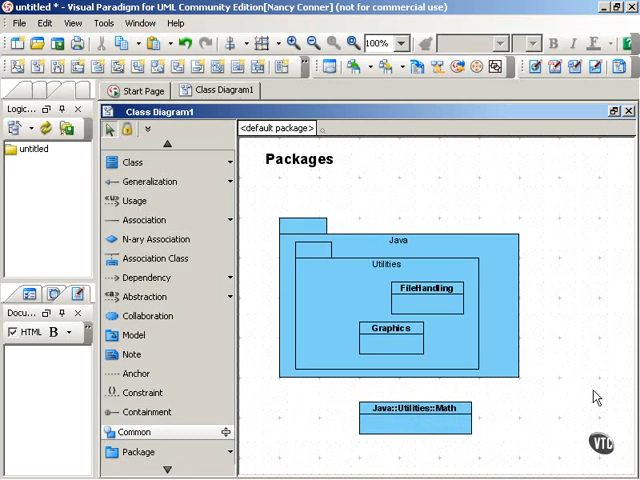 untitled * - Visual Paradigm for UML Community Edition[Nancy Conner] (not for commercial use)
File Edit View Tools Window Help
100% B I F
Start Page Class Diagram1
Logic...
untitled
Docu...
HTML B
Class Diagram1
Class
Generalization
Usage
Association
N-ary Association
Association Class
Dependency
Abstraction
Collaboration
Model
Note
Anchor
Constraint
Containment
Common
Package
<default package>
Packages
Java
Utilities
FileHandling
Graphics
Java::Utilities::Math
VTC